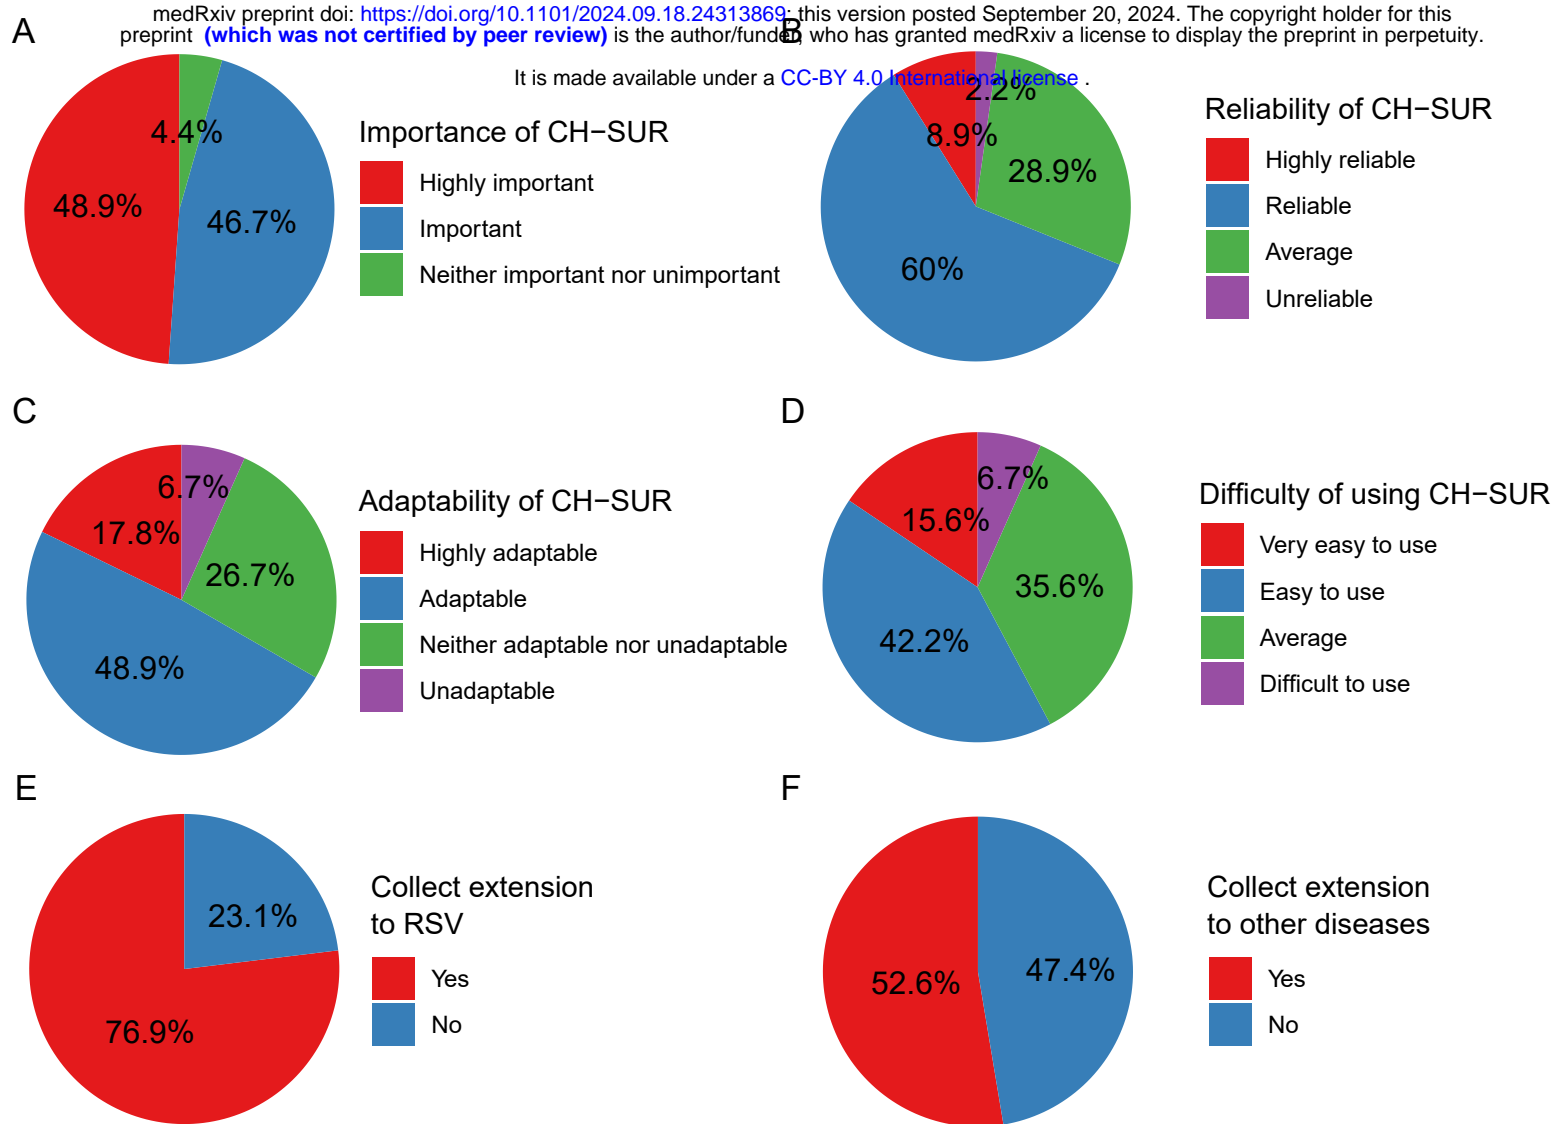 medRxiv preprint doi: https://doi.org/10.1101/2024.09.18.24313869; this version posted September 20, 2024. The copyright holder for this
preprint (which was not certified by peer review) is the author/funder, who has granted medRxiv a license to display the preprint in perpetuity.
It is made available under a CC-BY 4.0 International license .
A
4.4%
48.9%
46.7%
Importance of CH−SUR
Highly important
Important
Neither important nor unimportant
B
2.2%
8.9%
28.9%
60%
Reliability of CH−SUR
Highly reliable
Reliable
Average
Unreliable
C
6.7%
17.8%
26.7%
48.9%
Adaptability of CH−SUR
Highly adaptable
Adaptable
Neither adaptable nor unadaptable
Unadaptable
D
6.7%
15.6%
35.6%
42.2%
Difficulty of using CH−SUR
Very easy to use
Easy to use
Average
Difficult to use
E
23.1%
76.9%
Collect extension
to RSV
Yes
No
F
52.6%
47.4%
Collect extension
to other diseases
Yes
No